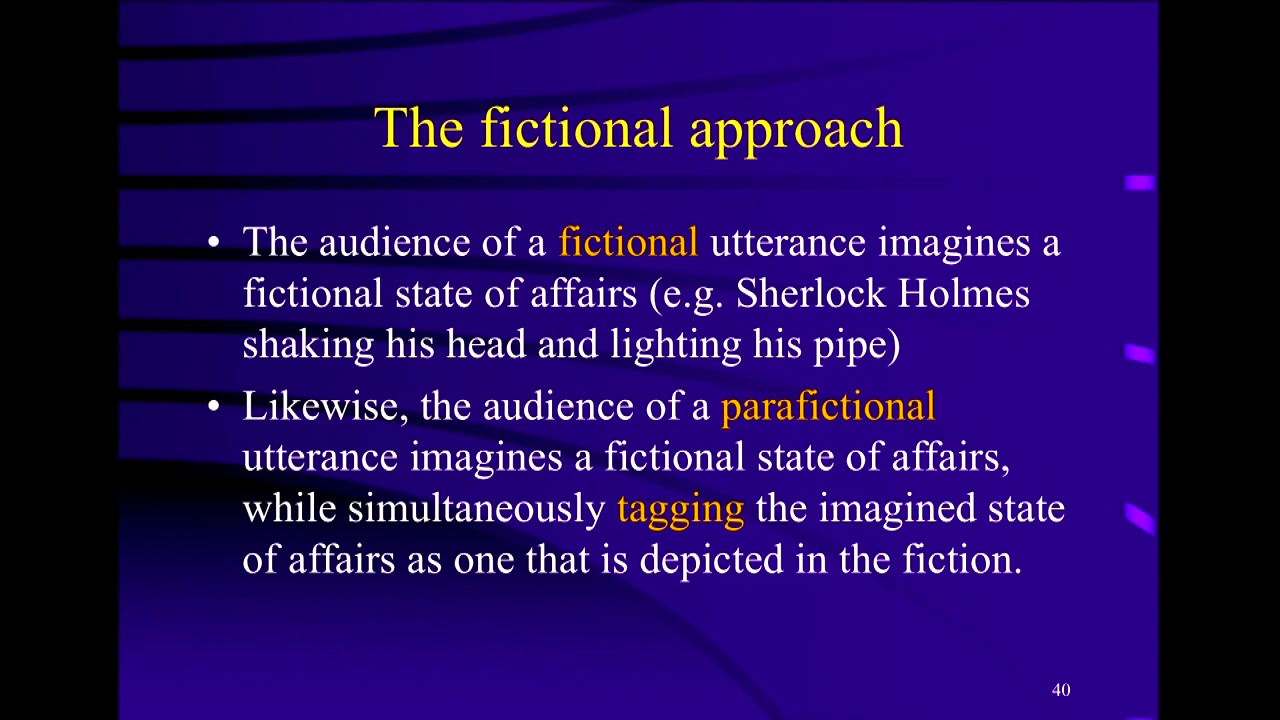 The fictional approach
• The audience of a fictional utterance imagines a
fictional state of affairs (e.g. Sherlock Holmes
shaking his head and lighting his pipe)
• Likewise, the audience of a parafictional
utterance imagines a fictional state of affairs,
while simultaneously tagging the imagined state
of affairs as one that is depicted in the fiction.
40